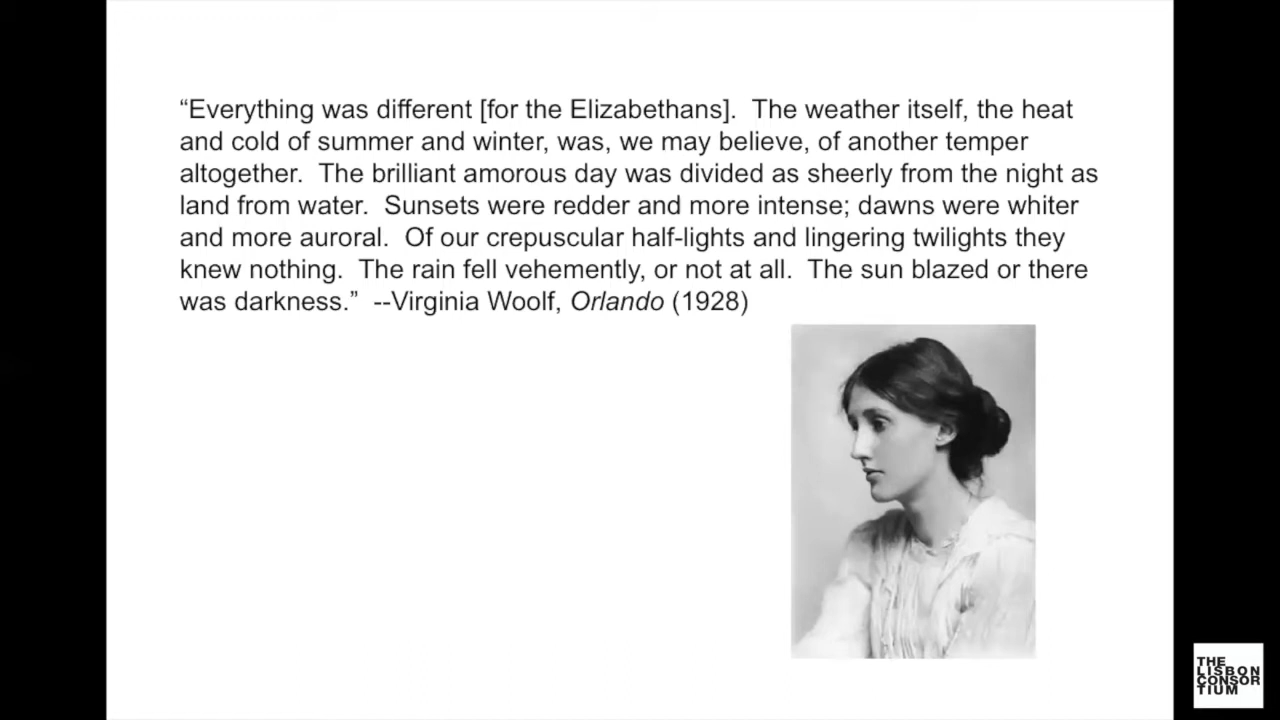 “Everything was different [for the Elizabethans].  The weather itself, the heat
and cold of summer and winter, was, we may believe, of another temper
altogether.  The brilliant amorous day was divided as sheerly from the night as
land from water.  Sunsets were redder and more intense; dawns were whiter
and more auroral.  Of our crepuscular half-lights and lingering twilights they
knew nothing.  The rain fell vehemently, or not at all.  The sun blazed or there
was darkness.”  --Virginia Woolf, Orlando (1928)
THE
LISBON
CONSOR
TIUM